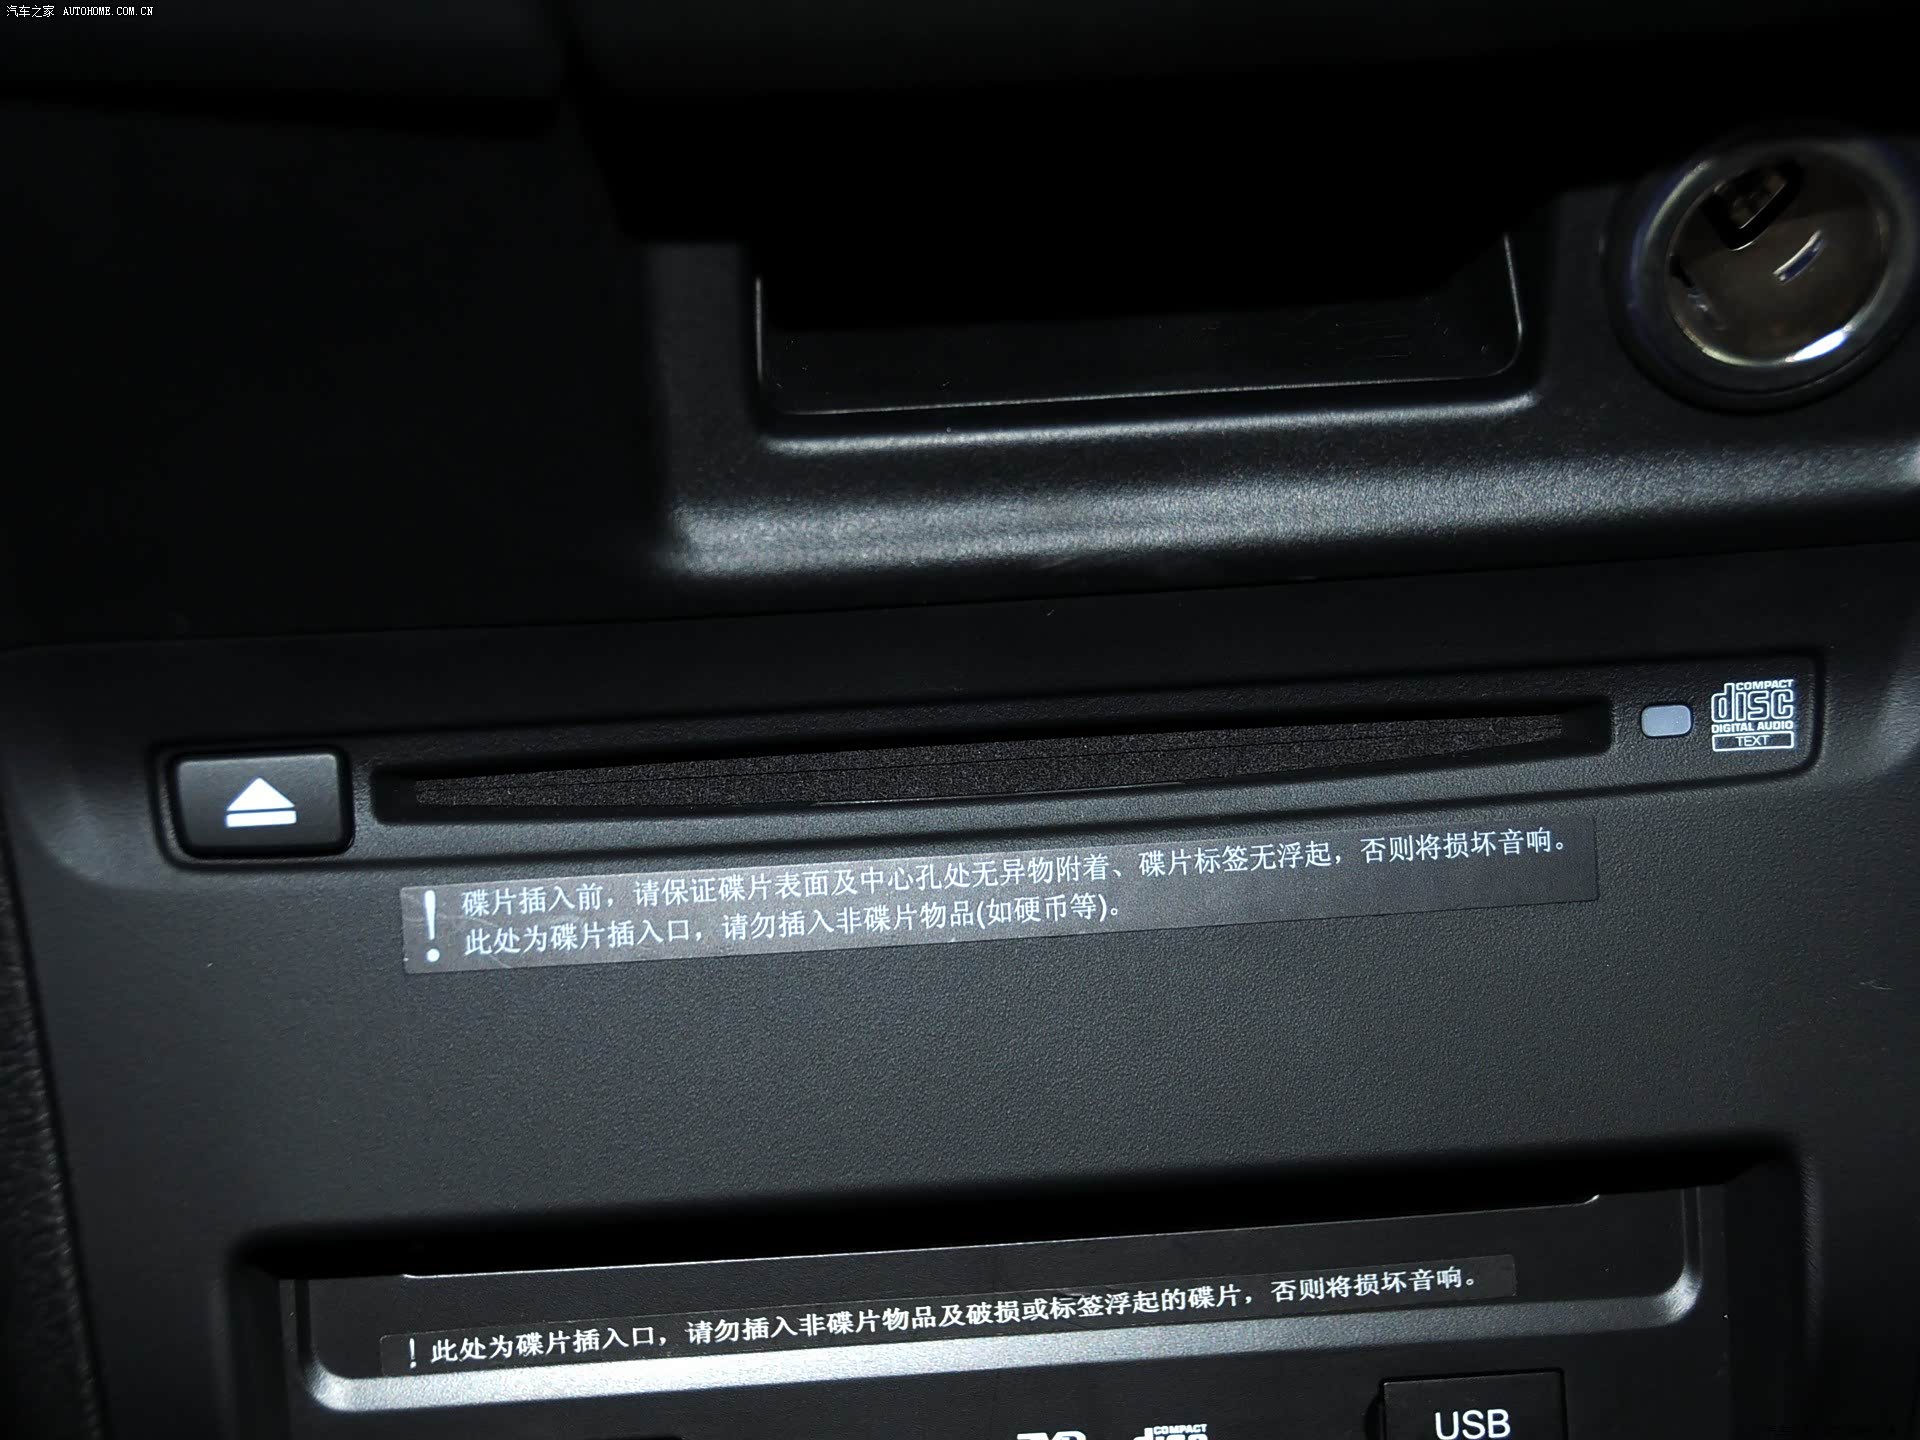 汽车之家 AUTOHOME.COM.CN
COMPACT
disc
DIGITAL AUDIO
TEXT
! 碟片插入前，请保证碟片表面及中心孔处无异物附着、碟片标签无浮起，否则将损坏音响。
此处为碟片插入口，请勿插入非碟片物品(如硬币等)。
! 此处为碟片插入口，请勿插入非碟片物品及破损或标签浮起的碟片，否则将损坏音响。
COMPACT
disc
USB